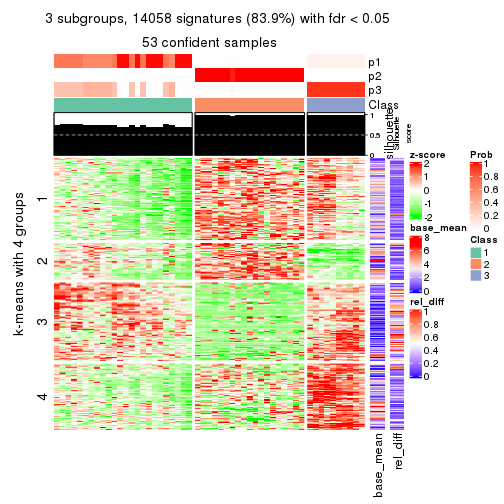 3 subgroups, 14058 signatures (83.9%) with fdr < 0.05
53 confident samples
p1
p2
p3
Class
1
0.5
0
silhouette
Silhouette
score
k-means with 4 groups
1
2
3
4
base_mean
rel_diff
z-score
2
1
0
-1
-2
base_mean
8
6
4
2
0
rel_diff
1
0.8
0.6
0.4
0.2
0
Prob
1
0.8
0.6
0.4
0.2
0
Class
1
2
3